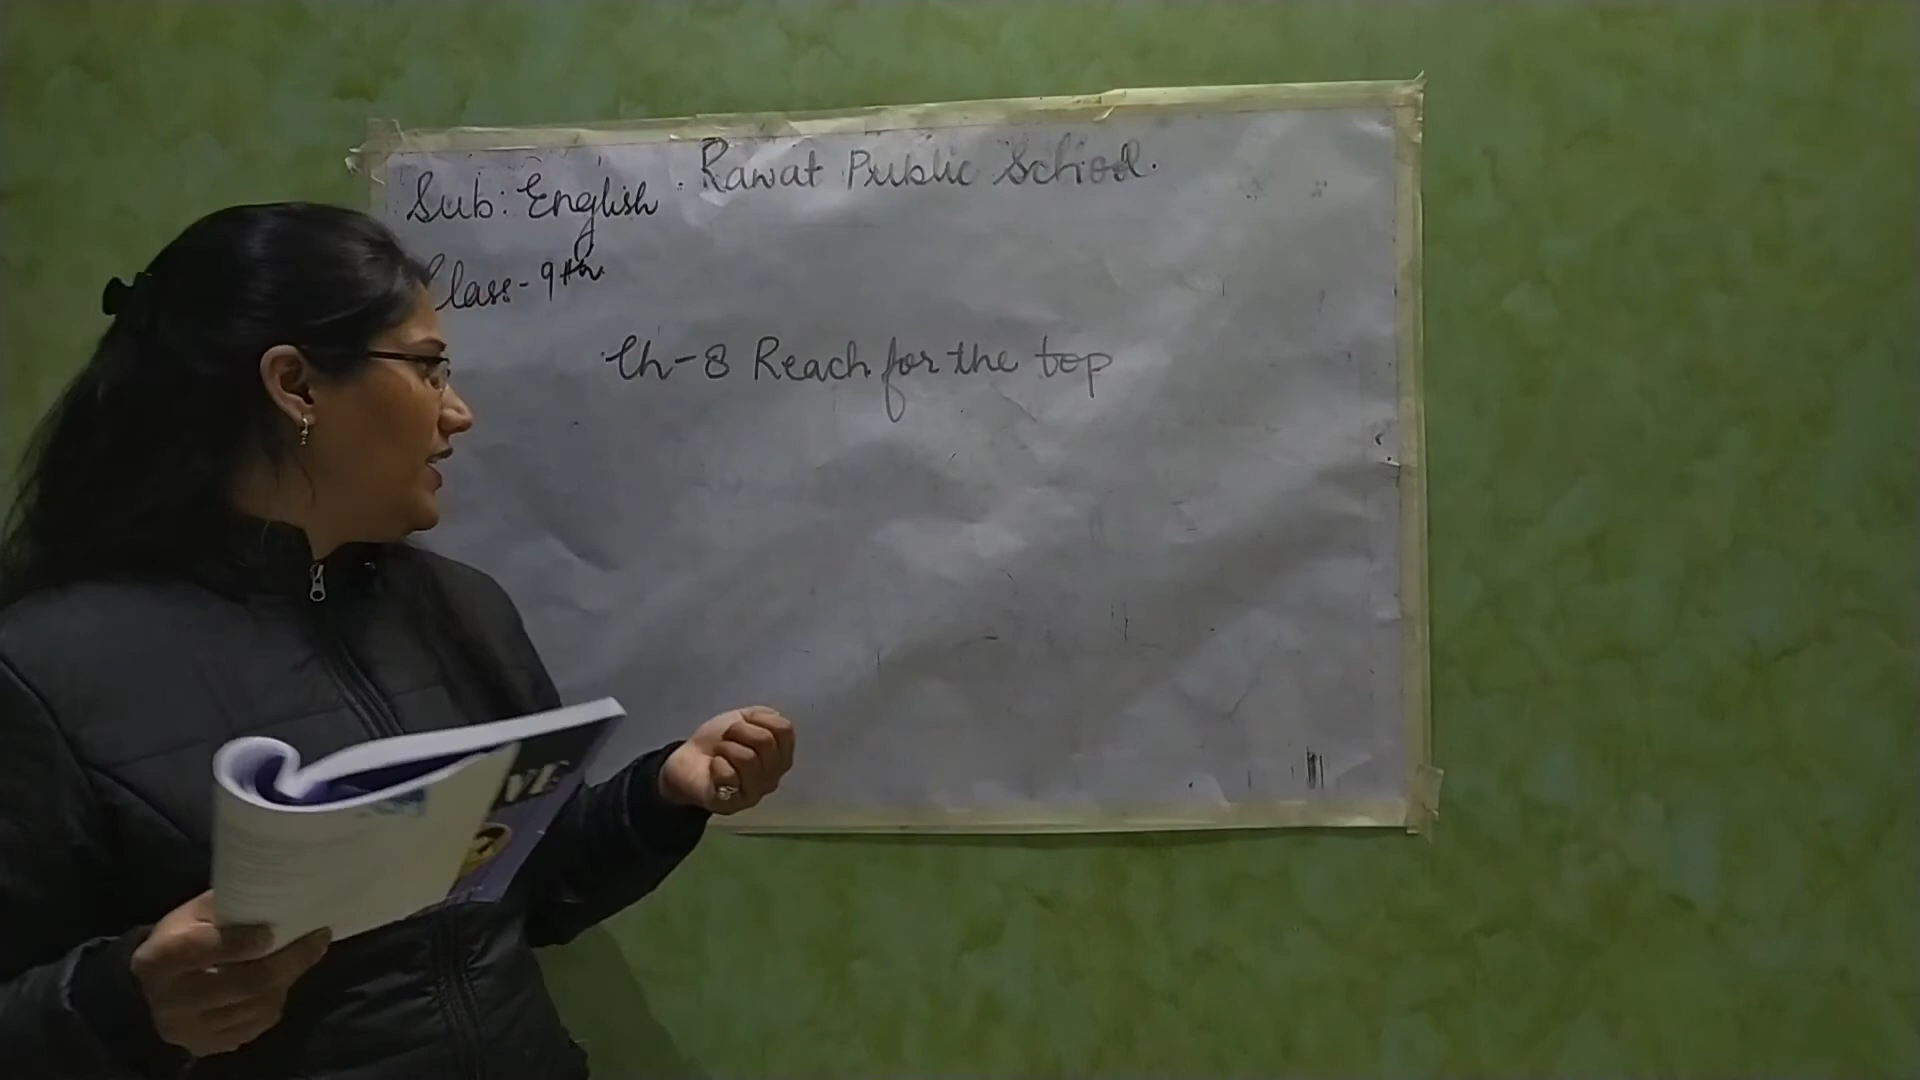 Rawat Public School.
Sub: English
Class-9th
Ch-8 Reach for the top